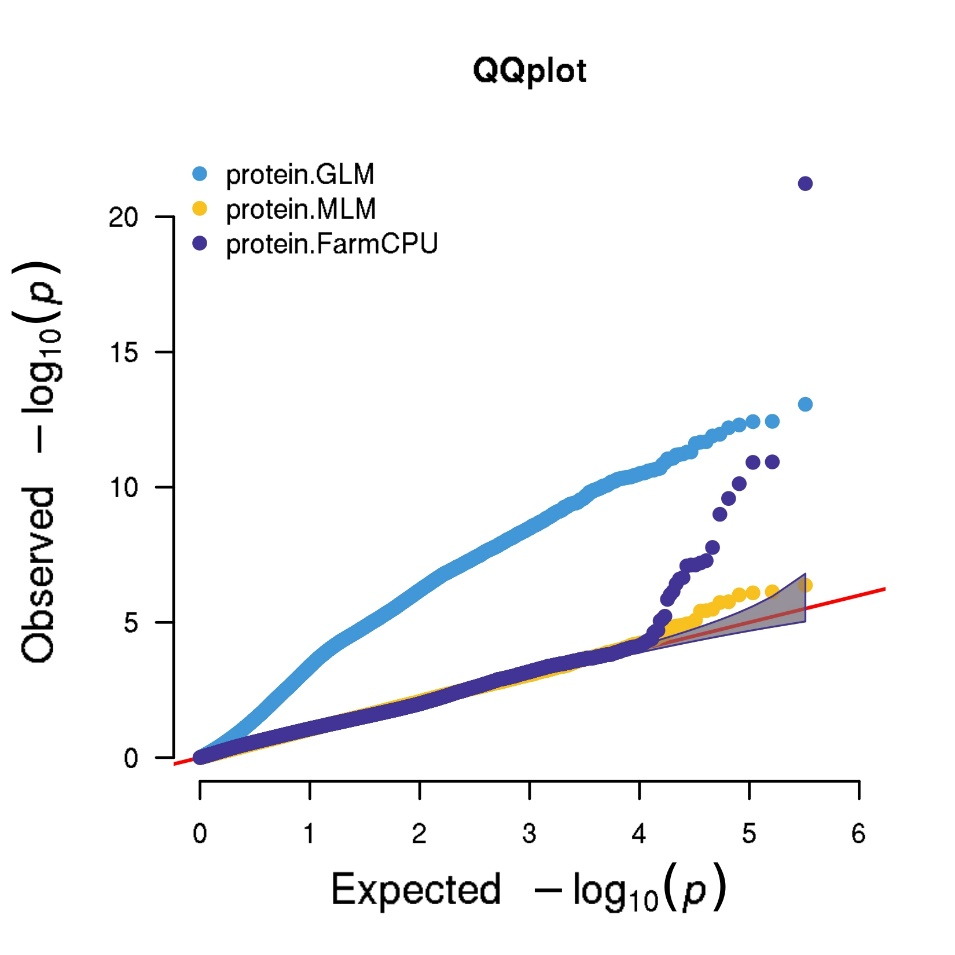 QQplot
protein.GLM
protein.MLM
protein.FarmCPU
Observed −log10(p)
20
15
10
5
0
0 1 2 3 4 5 6
Expected −log10(p)